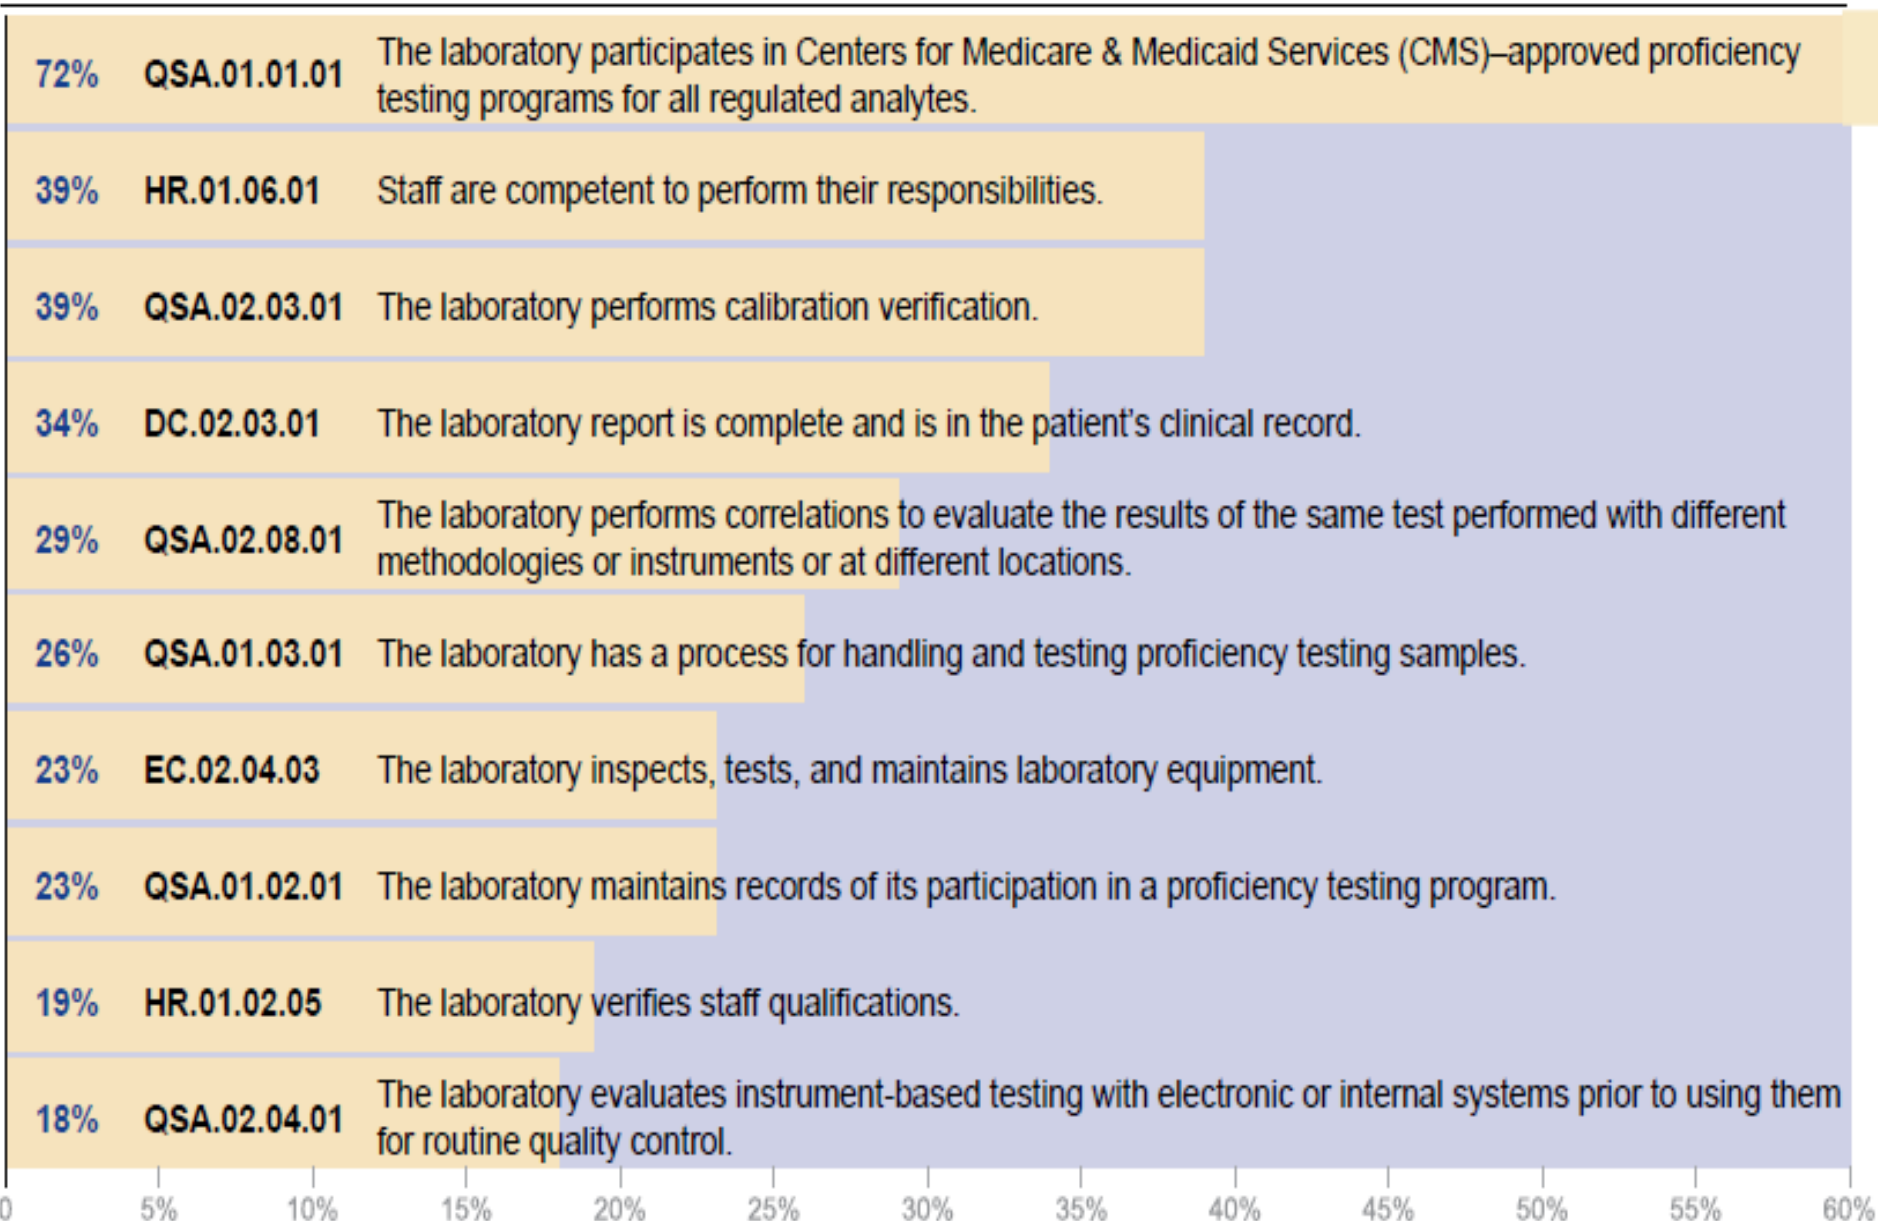 72% QSA.01.01.01 The laboratory participates in Centers for Medicare & Medicaid Services (CMS)–approved proficiency
testing programs for all regulated analytes.
39% HR.01.06.01 Staff are competent to perform their responsibilities.
39% QSA.02.03.01 The laboratory performs calibration verification.
34% DC.02.03.01 The laboratory report is complete and is in the patient’s clinical record.
29% QSA.02.08.01 The laboratory performs correlations to evaluate the results of the same test performed with different
methodologies or instruments or at different locations.
26% QSA.01.03.01 The laboratory has a process for handling and testing proficiency testing samples.
23% EC.02.04.03 The laboratory inspects, tests, and maintains laboratory equipment.
23% QSA.01.02.01 The laboratory maintains records of its participation in a proficiency testing program.
19% HR.01.02.05 The laboratory verifies staff qualifications.
18% QSA.02.04.01 The laboratory evaluates instrument-based testing with electronic or internal systems prior to using them
for routine quality control.
0 5% 10% 15% 20% 25% 30% 35% 40% 45% 50% 55% 60%